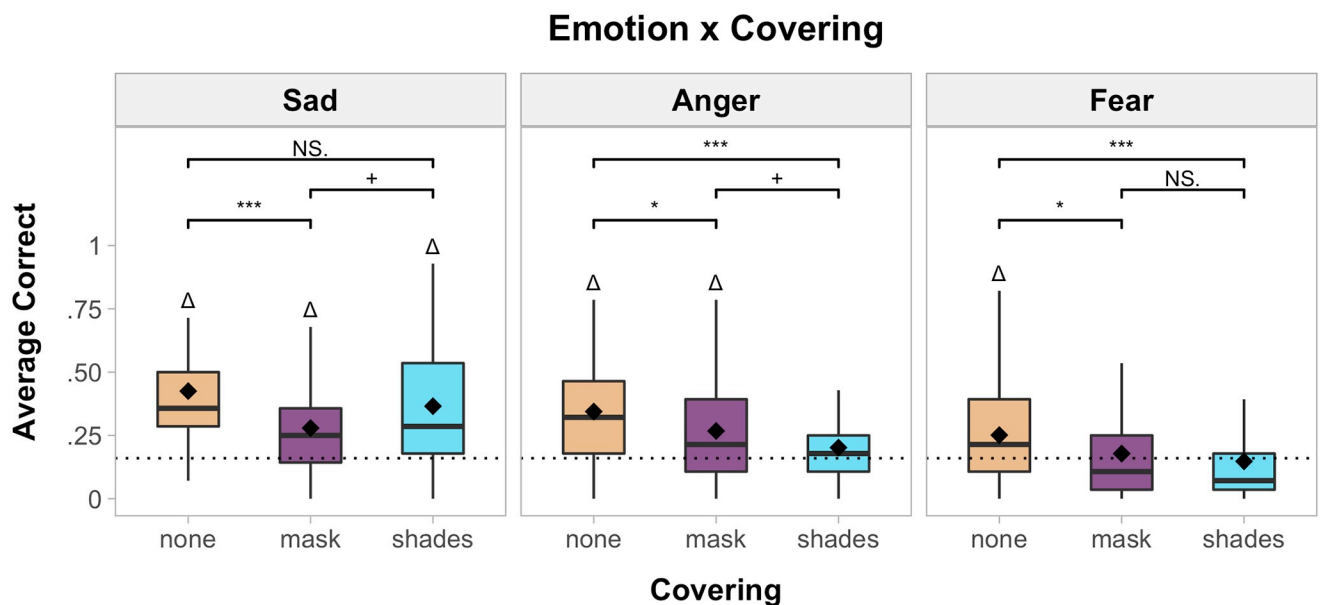 Emotion x Covering
Sad
Anger
Fear
NS.
+
***
***
+
*
***
NS.
*
Δ
Δ
Δ
Δ
Δ
Δ
Average Correct
1
.75
.50
.25
0
none mask shades
none mask shades
none mask shades
Covering